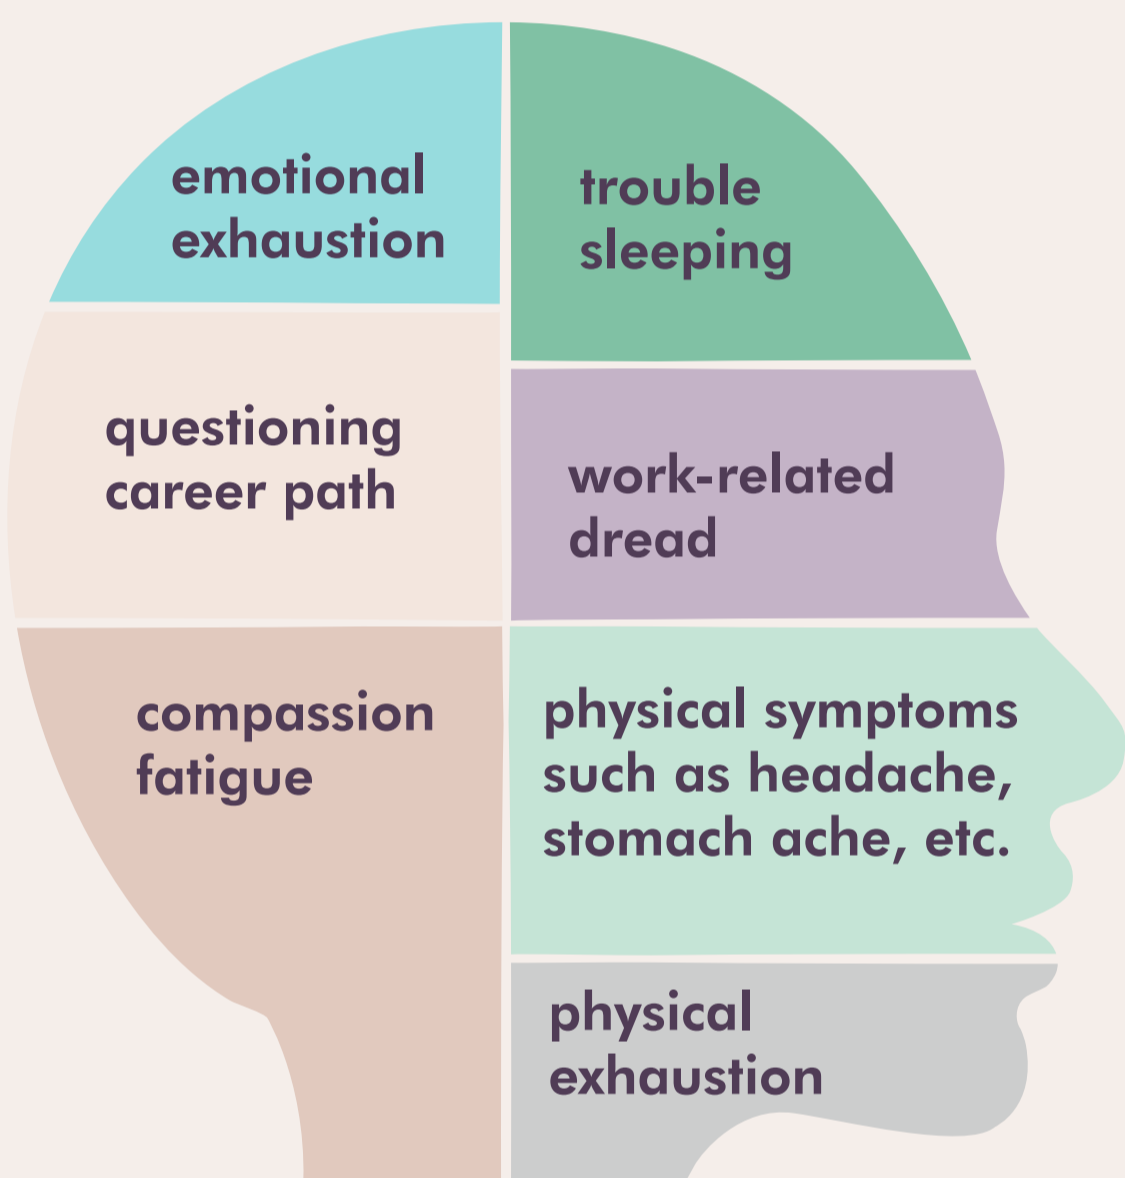 emotional
exhaustion
trouble
sleeping
questioning
career path
work-related
dread
compassion
fatigue
physical symptoms
such as headache,
stomach ache, etc.
physical
exhaustion